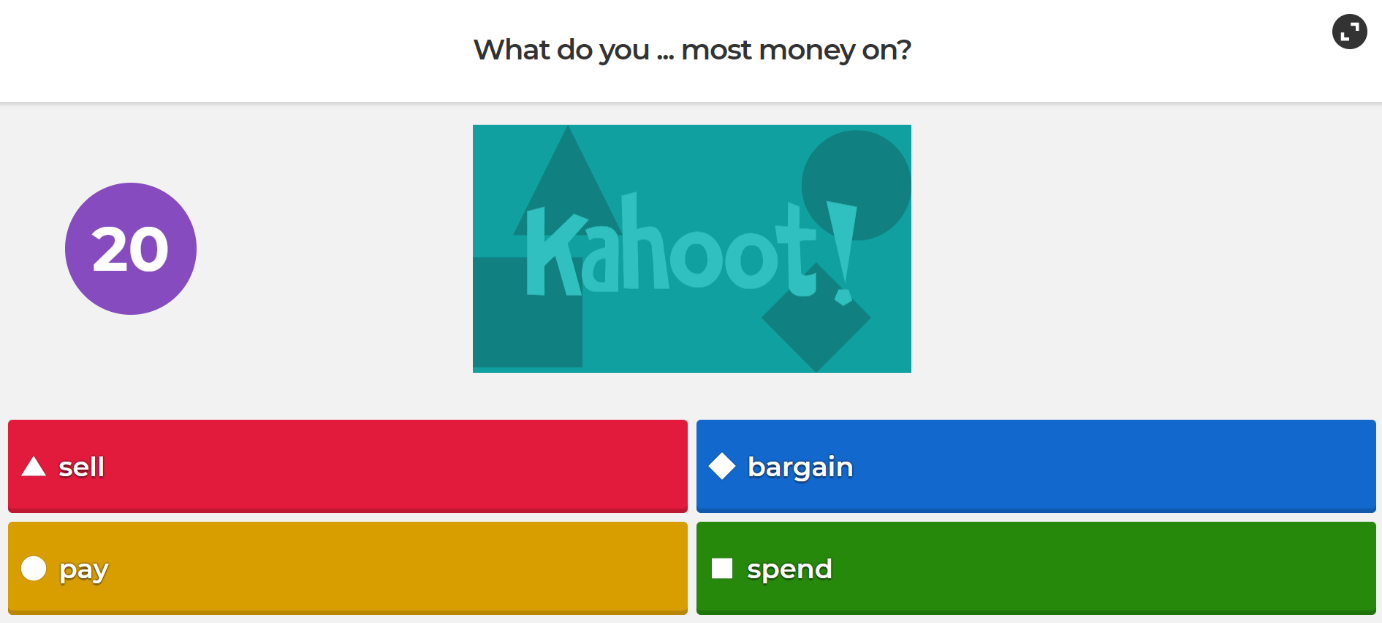 What do you ... most money on?
20
Kahoot!
sell
bargain
pay
spend